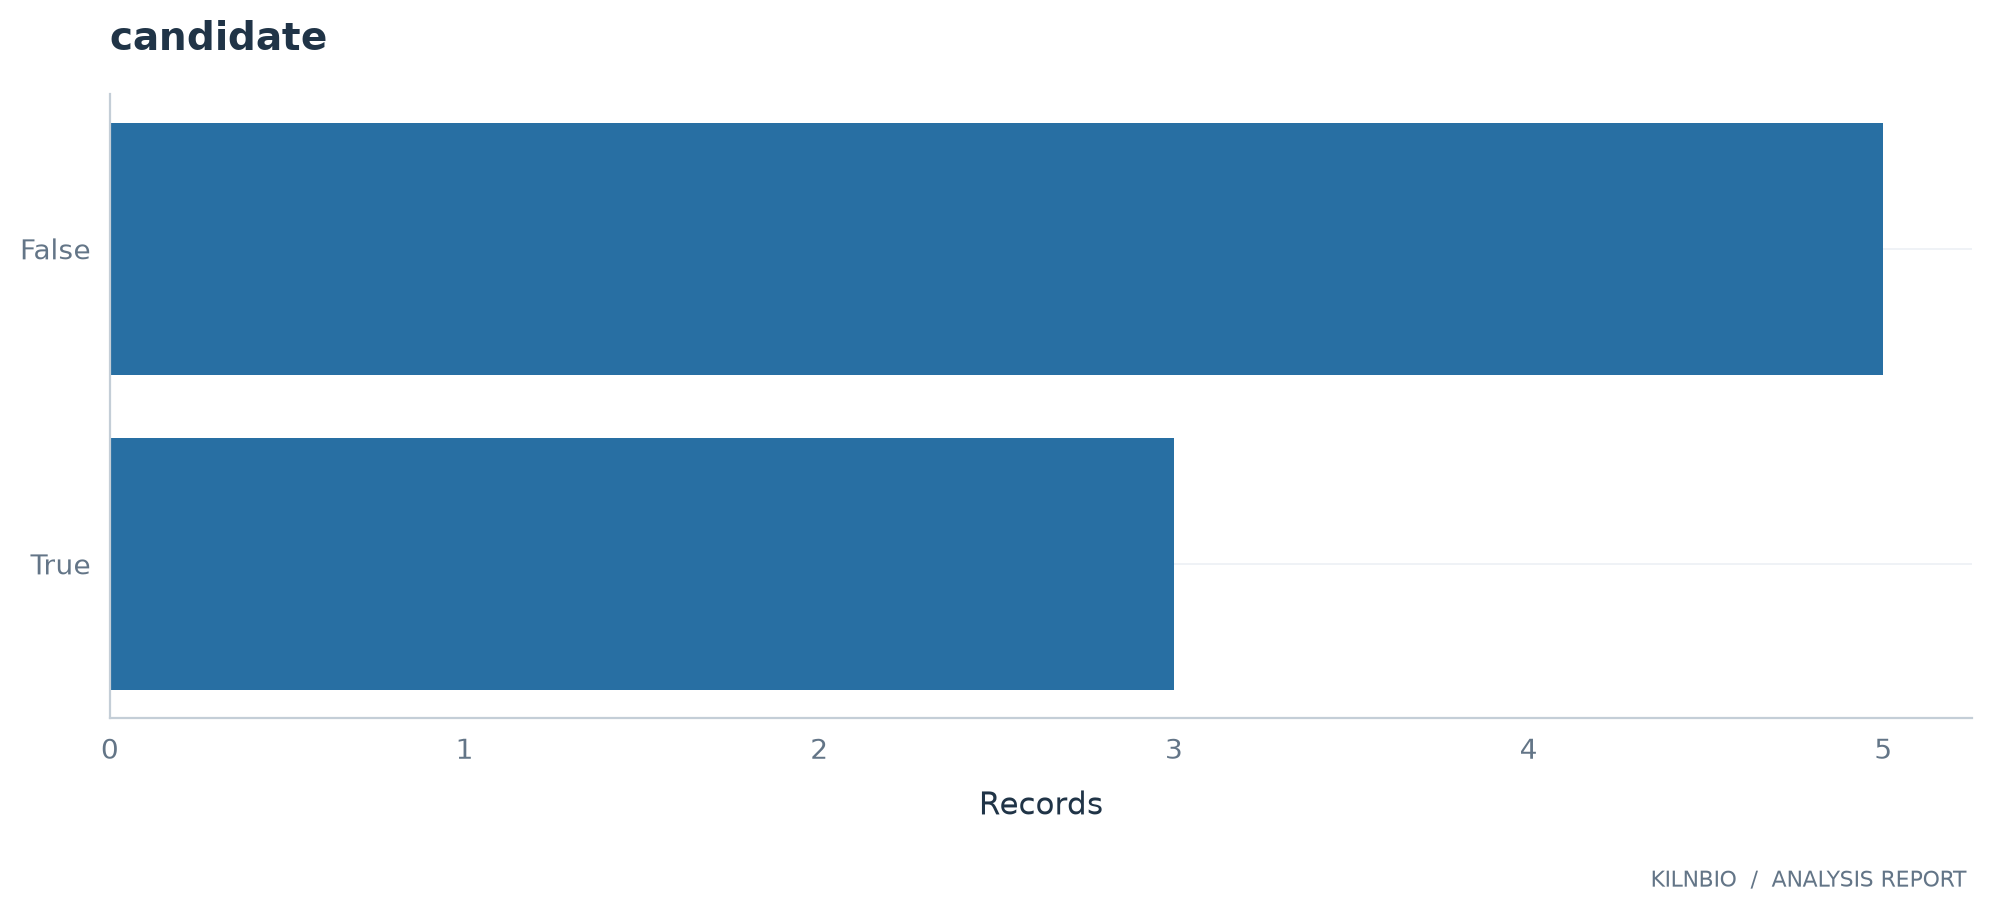 candidate
False
True
0 1 2 3 4 5
Records
KILNBIO / ANALYSIS REPORT